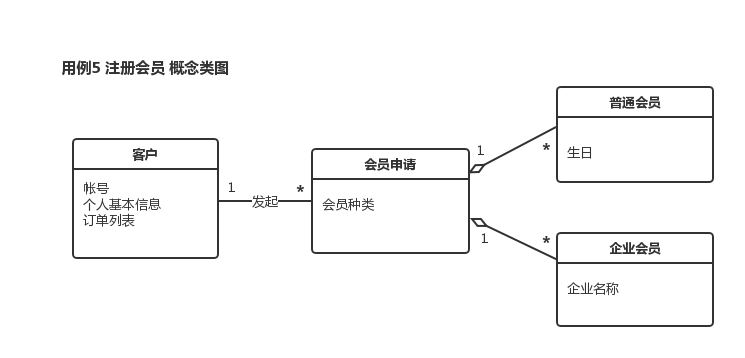 用例5 注册会员 概念类图
客户
帐号
个人基本信息
订单列表
1
发起
*
会员申请
会员种类
1
*
普通会员
生日
1
*
企业会员
企业名称